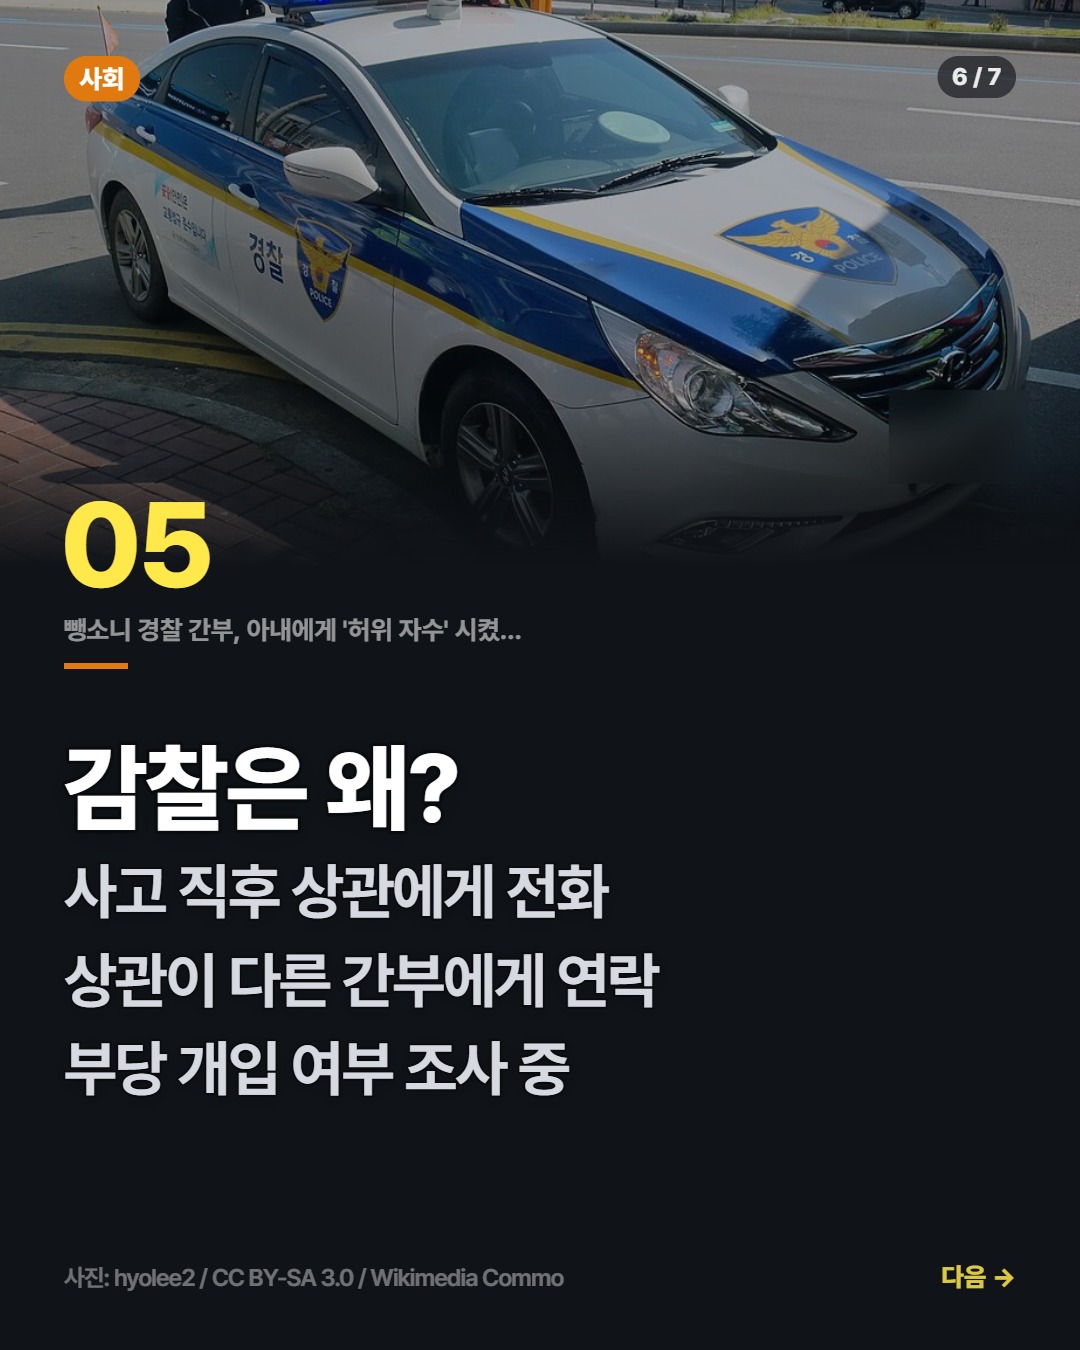 사회
6 / 7
경찰
POLICE
경찰
POLICE
05
뺑소니 경찰 간부, 아내에게 '허위 자수' 시켰...
감찰은 왜?
사고 직후 상관에게 전화
상관이 다른 간부에게 연락
부당 개입 여부 조사 중
사진: hyolee2 / CC BY-SA 3.0 / Wikimedia Commo
다음 →